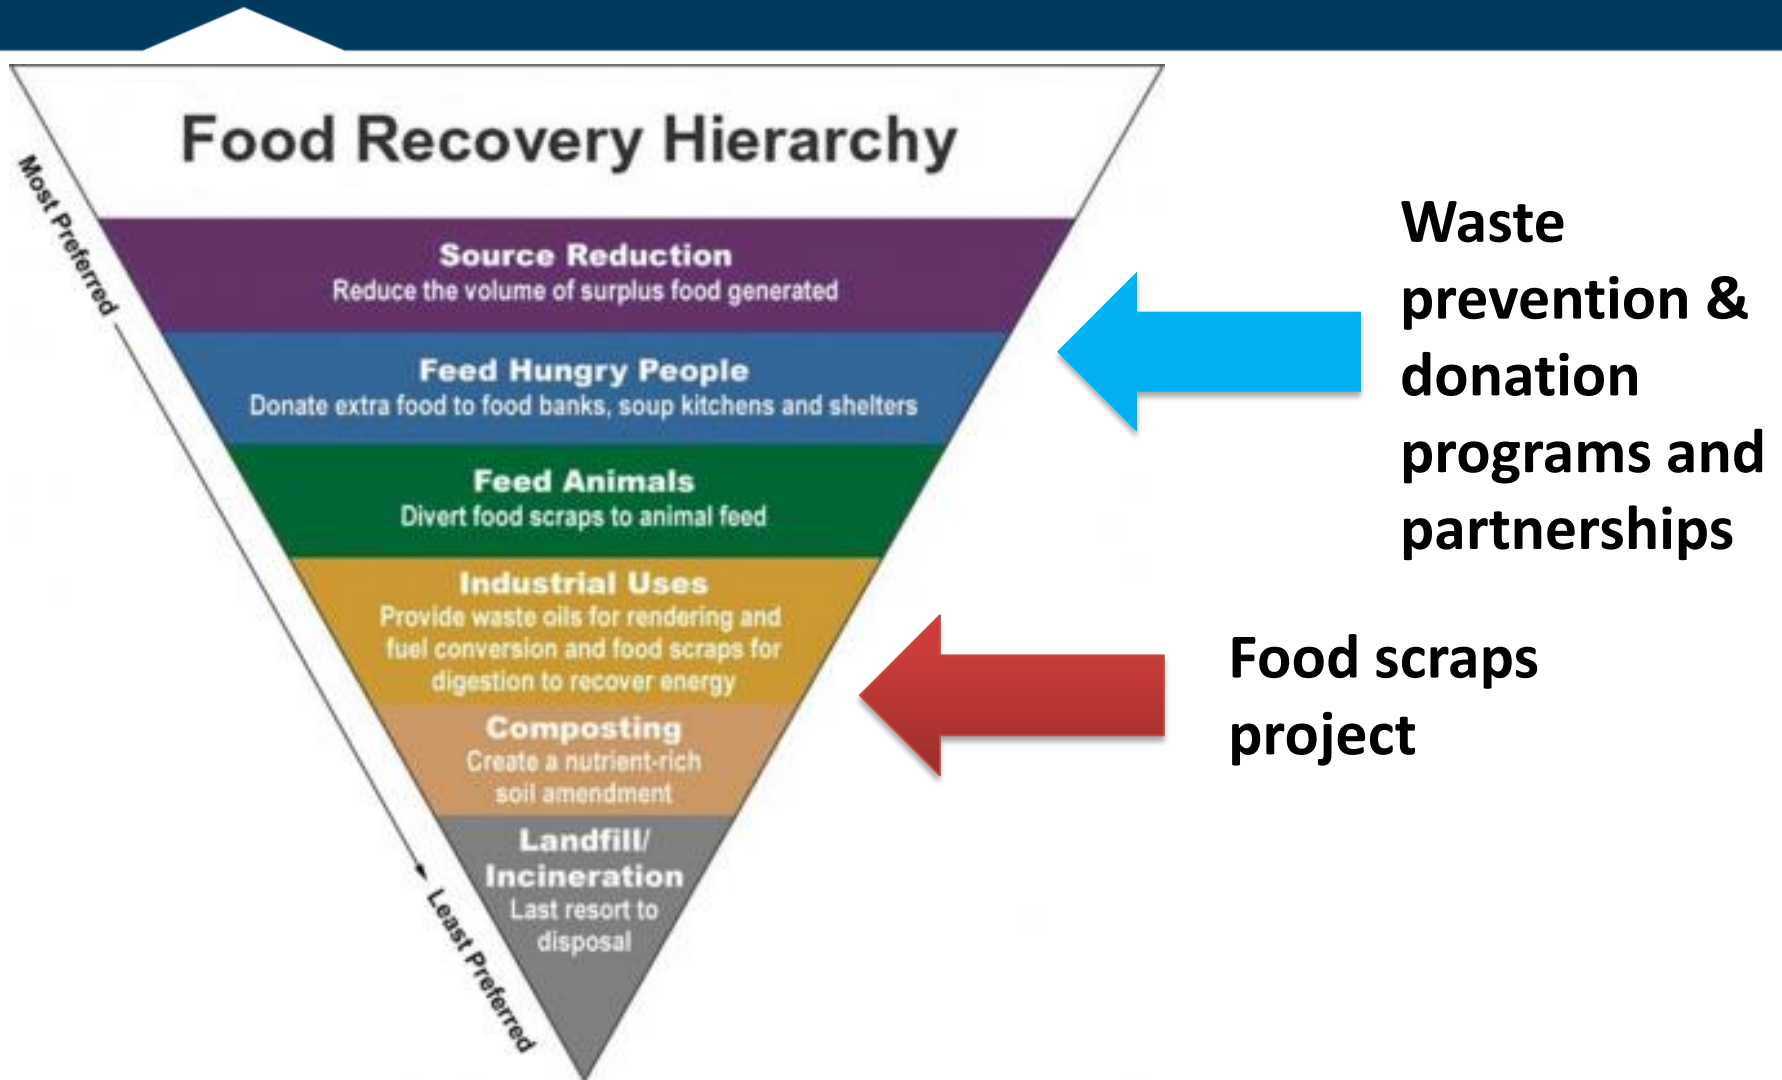 Food Recovery Hierarchy
Most Preferred
Source Reduction
Reduce the volume of surplus food generated
Feed Hungry People
Donate extra food to food banks, soup kitchens and shelters
Feed Animals
Divert food scraps to animal feed
Industrial Uses
Provide waste oils for rendering and
fuel conversion and food scraps for
digestion to recover energy
Composting
Create a nutrient-rich
soil amendment
Landfill/
Incineration
Last resort to
disposal
Least Preferred
Waste
prevention &
donation
programs and
partnerships
Food scraps
project